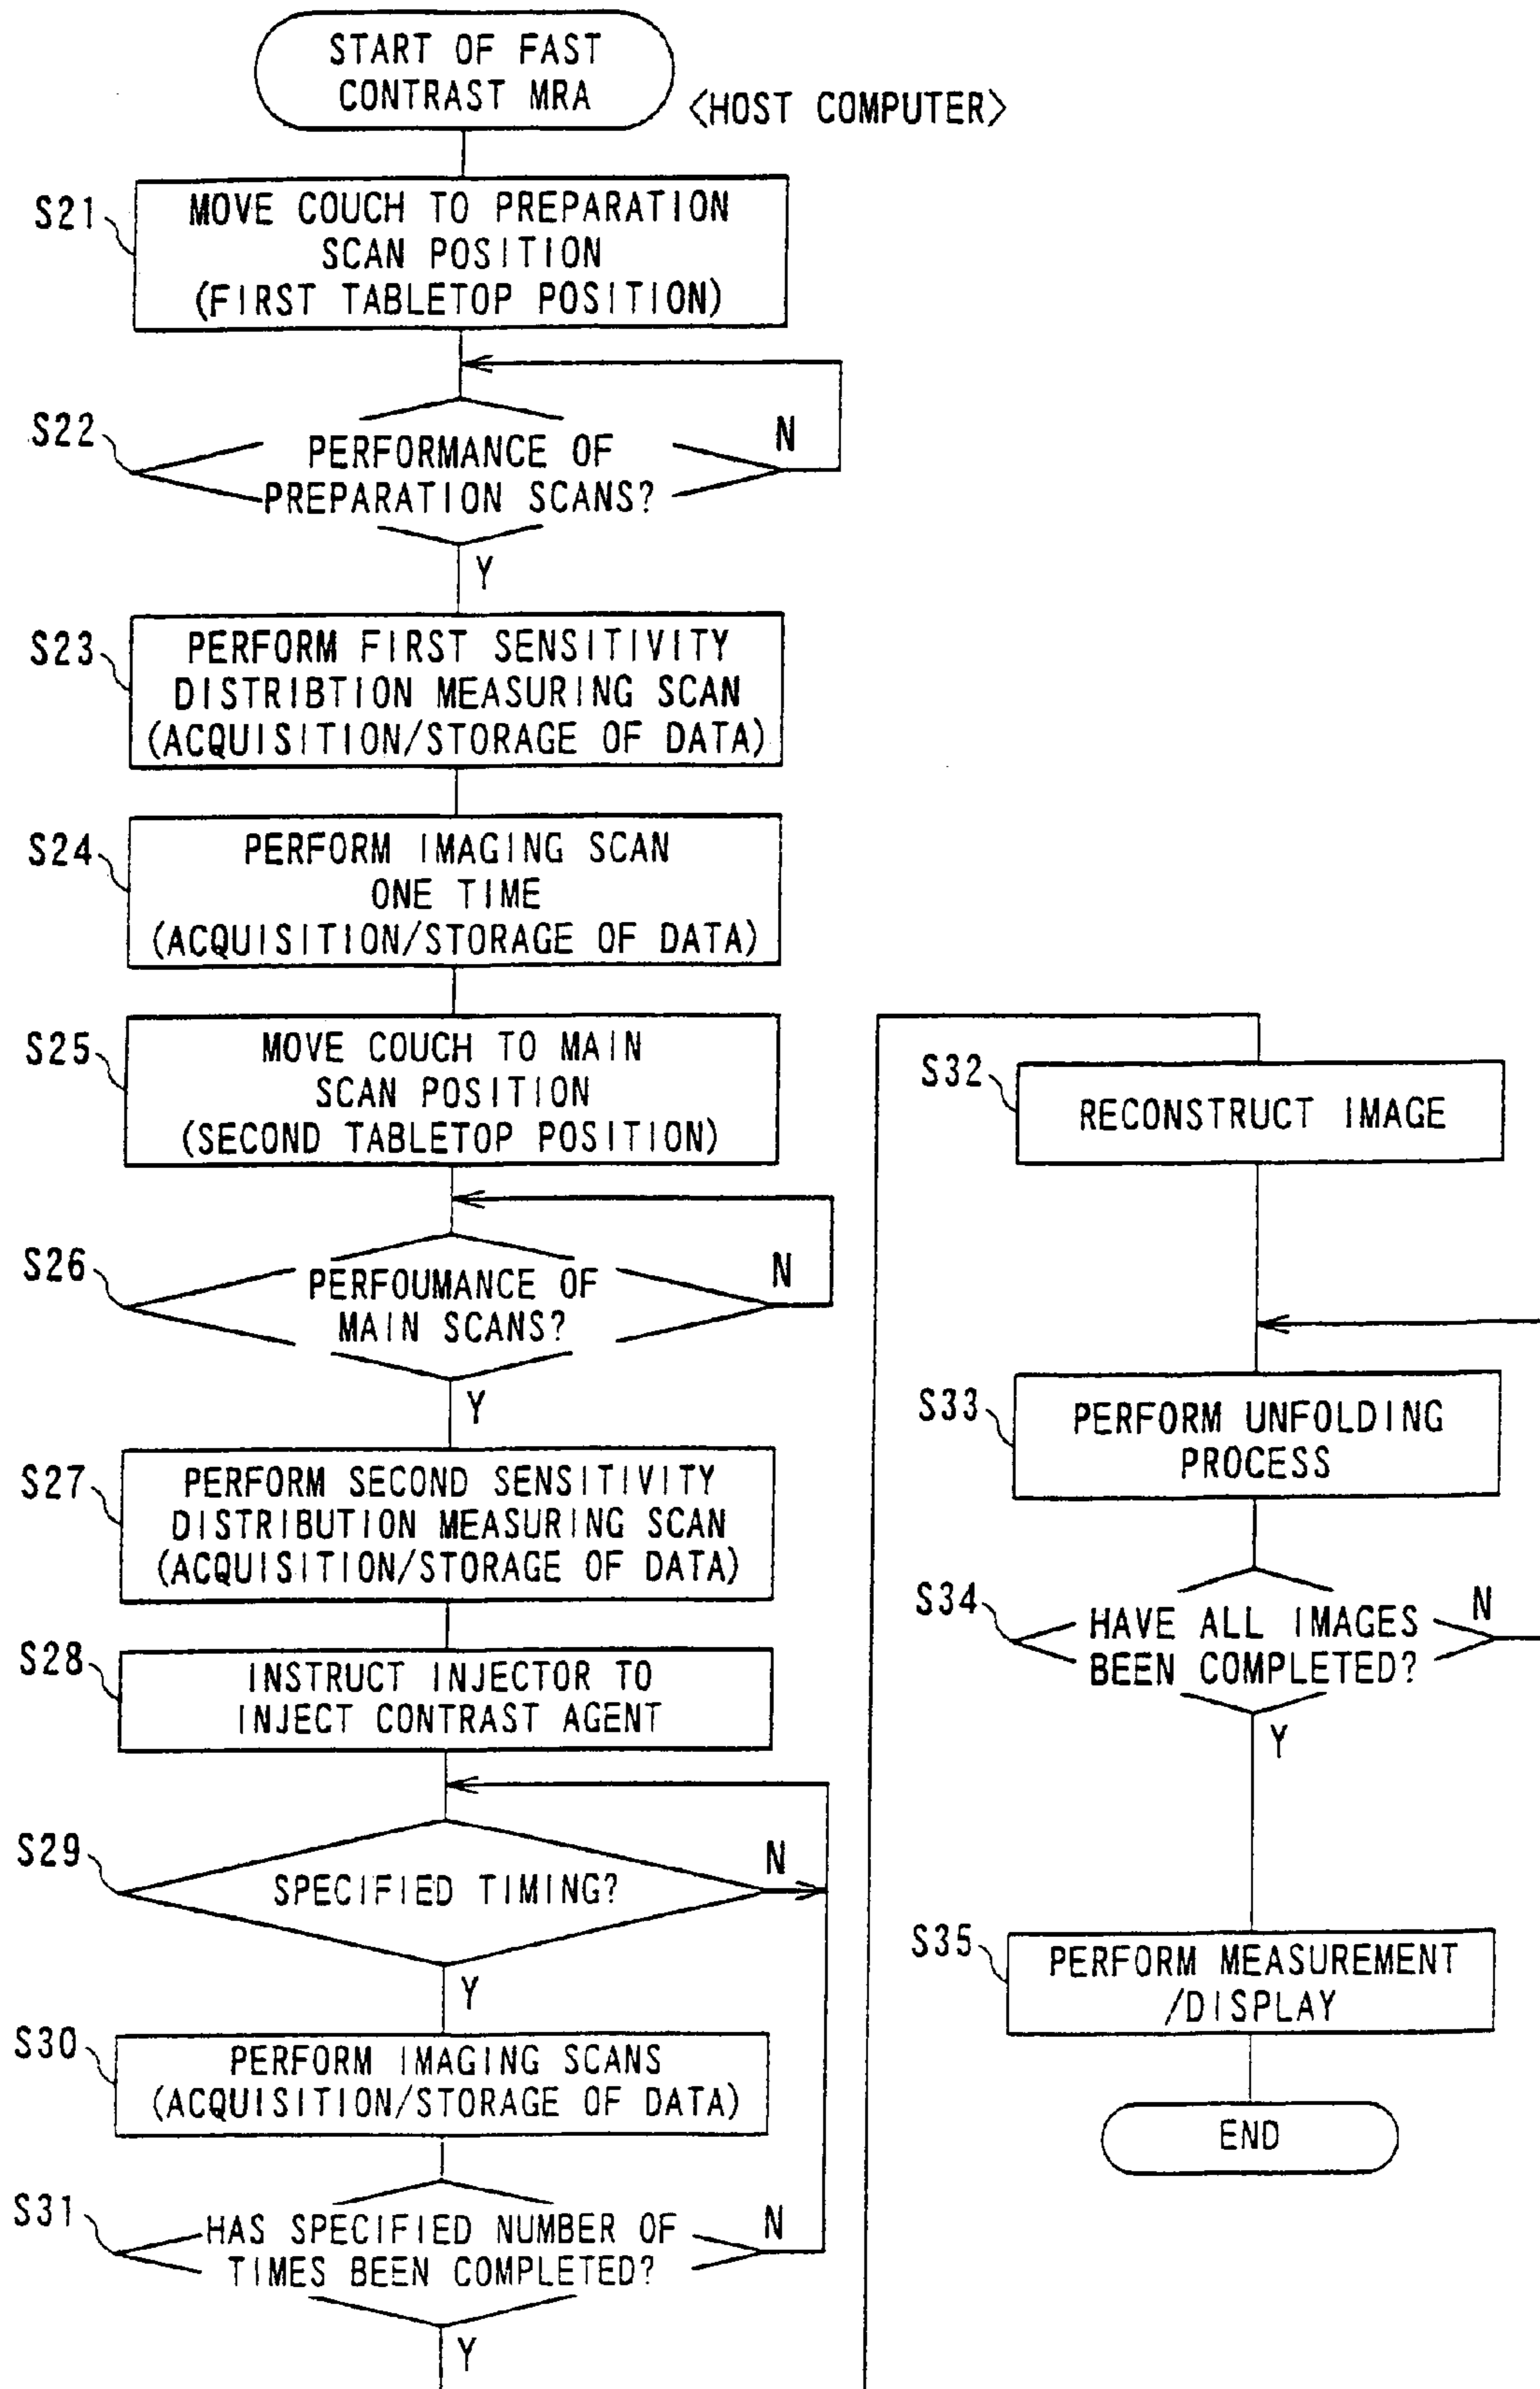 START OF FAST
CONTRAST MRA
<HOST COMPUTER>
S21
MOVE COUCH TO PREPARATION
SCAN POSITION
(FIRST TABLETOP POSITION)
S22
PERFORMANCE OF
PREPARATION SCANS?
N
Y
S23
PERFORM FIRST SENSITIVITY
DISTRIBTION MEASURING SCAN
(ACQUISITION/STORAGE OF DATA)
S24
PERFORM IMAGING SCAN
ONE TIME
(ACQUISITION/STORAGE OF DATA)
S25
MOVE COUCH TO MAIN
SCAN POSITION
(SECOND TABLETOP POSITION)
S26
PERFOUMANCE OF
MAIN SCANS?
N
Y
S27
PERFORM SECOND SENSITIVITY
DISTRIBUTION MEASURING SCAN
(ACQUISITION/STORAGE OF DATA)
S28
INSTRUCT INJECTOR TO
INJECT CONTRAST AGENT
S29
SPECIFIED TIMING?
N
Y
S30
PERFORM IMAGING SCANS
(ACQUISITION/STORAGE OF DATA)
S31
HAS SPECIFIED NUMBER OF
TIMES BEEN COMPLETED?
N
Y
S32
RECONSTRUCT IMAGE
S33
PERFORM UNFOLDING
PROCESS
S34
HAVE ALL IMAGES
BEEN COMPLETED?
N
Y
S35
PERFORM MEASUREMENT
/DISPLAY
END